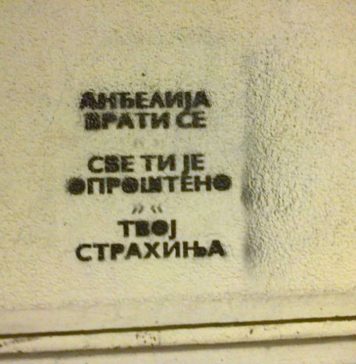 АНЂЕЛИЈА
ВРАТИ СЕ
СВЕ ТИ ЈЕ
ОПРОШТЕНО
» «
ТВОЈ
СТРАХИЊА